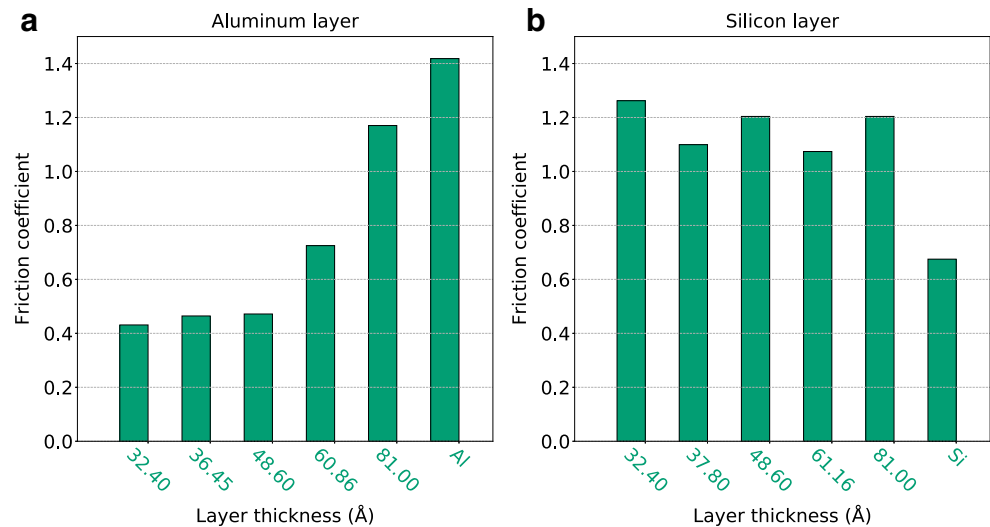 a
Aluminum layer
Friction coefficient
1.4
1.2
1.0
0.8
0.6
0.4
0.2
0.0
32.40
36.45
48.60
60.86
81.00
Al
Layer thickness (Å)
b
Silicon layer
Friction coefficient
1.4
1.2
1.0
0.8
0.6
0.4
0.2
0.0
32.40
37.80
48.60
61.16
81.00
Si
Layer thickness (Å)